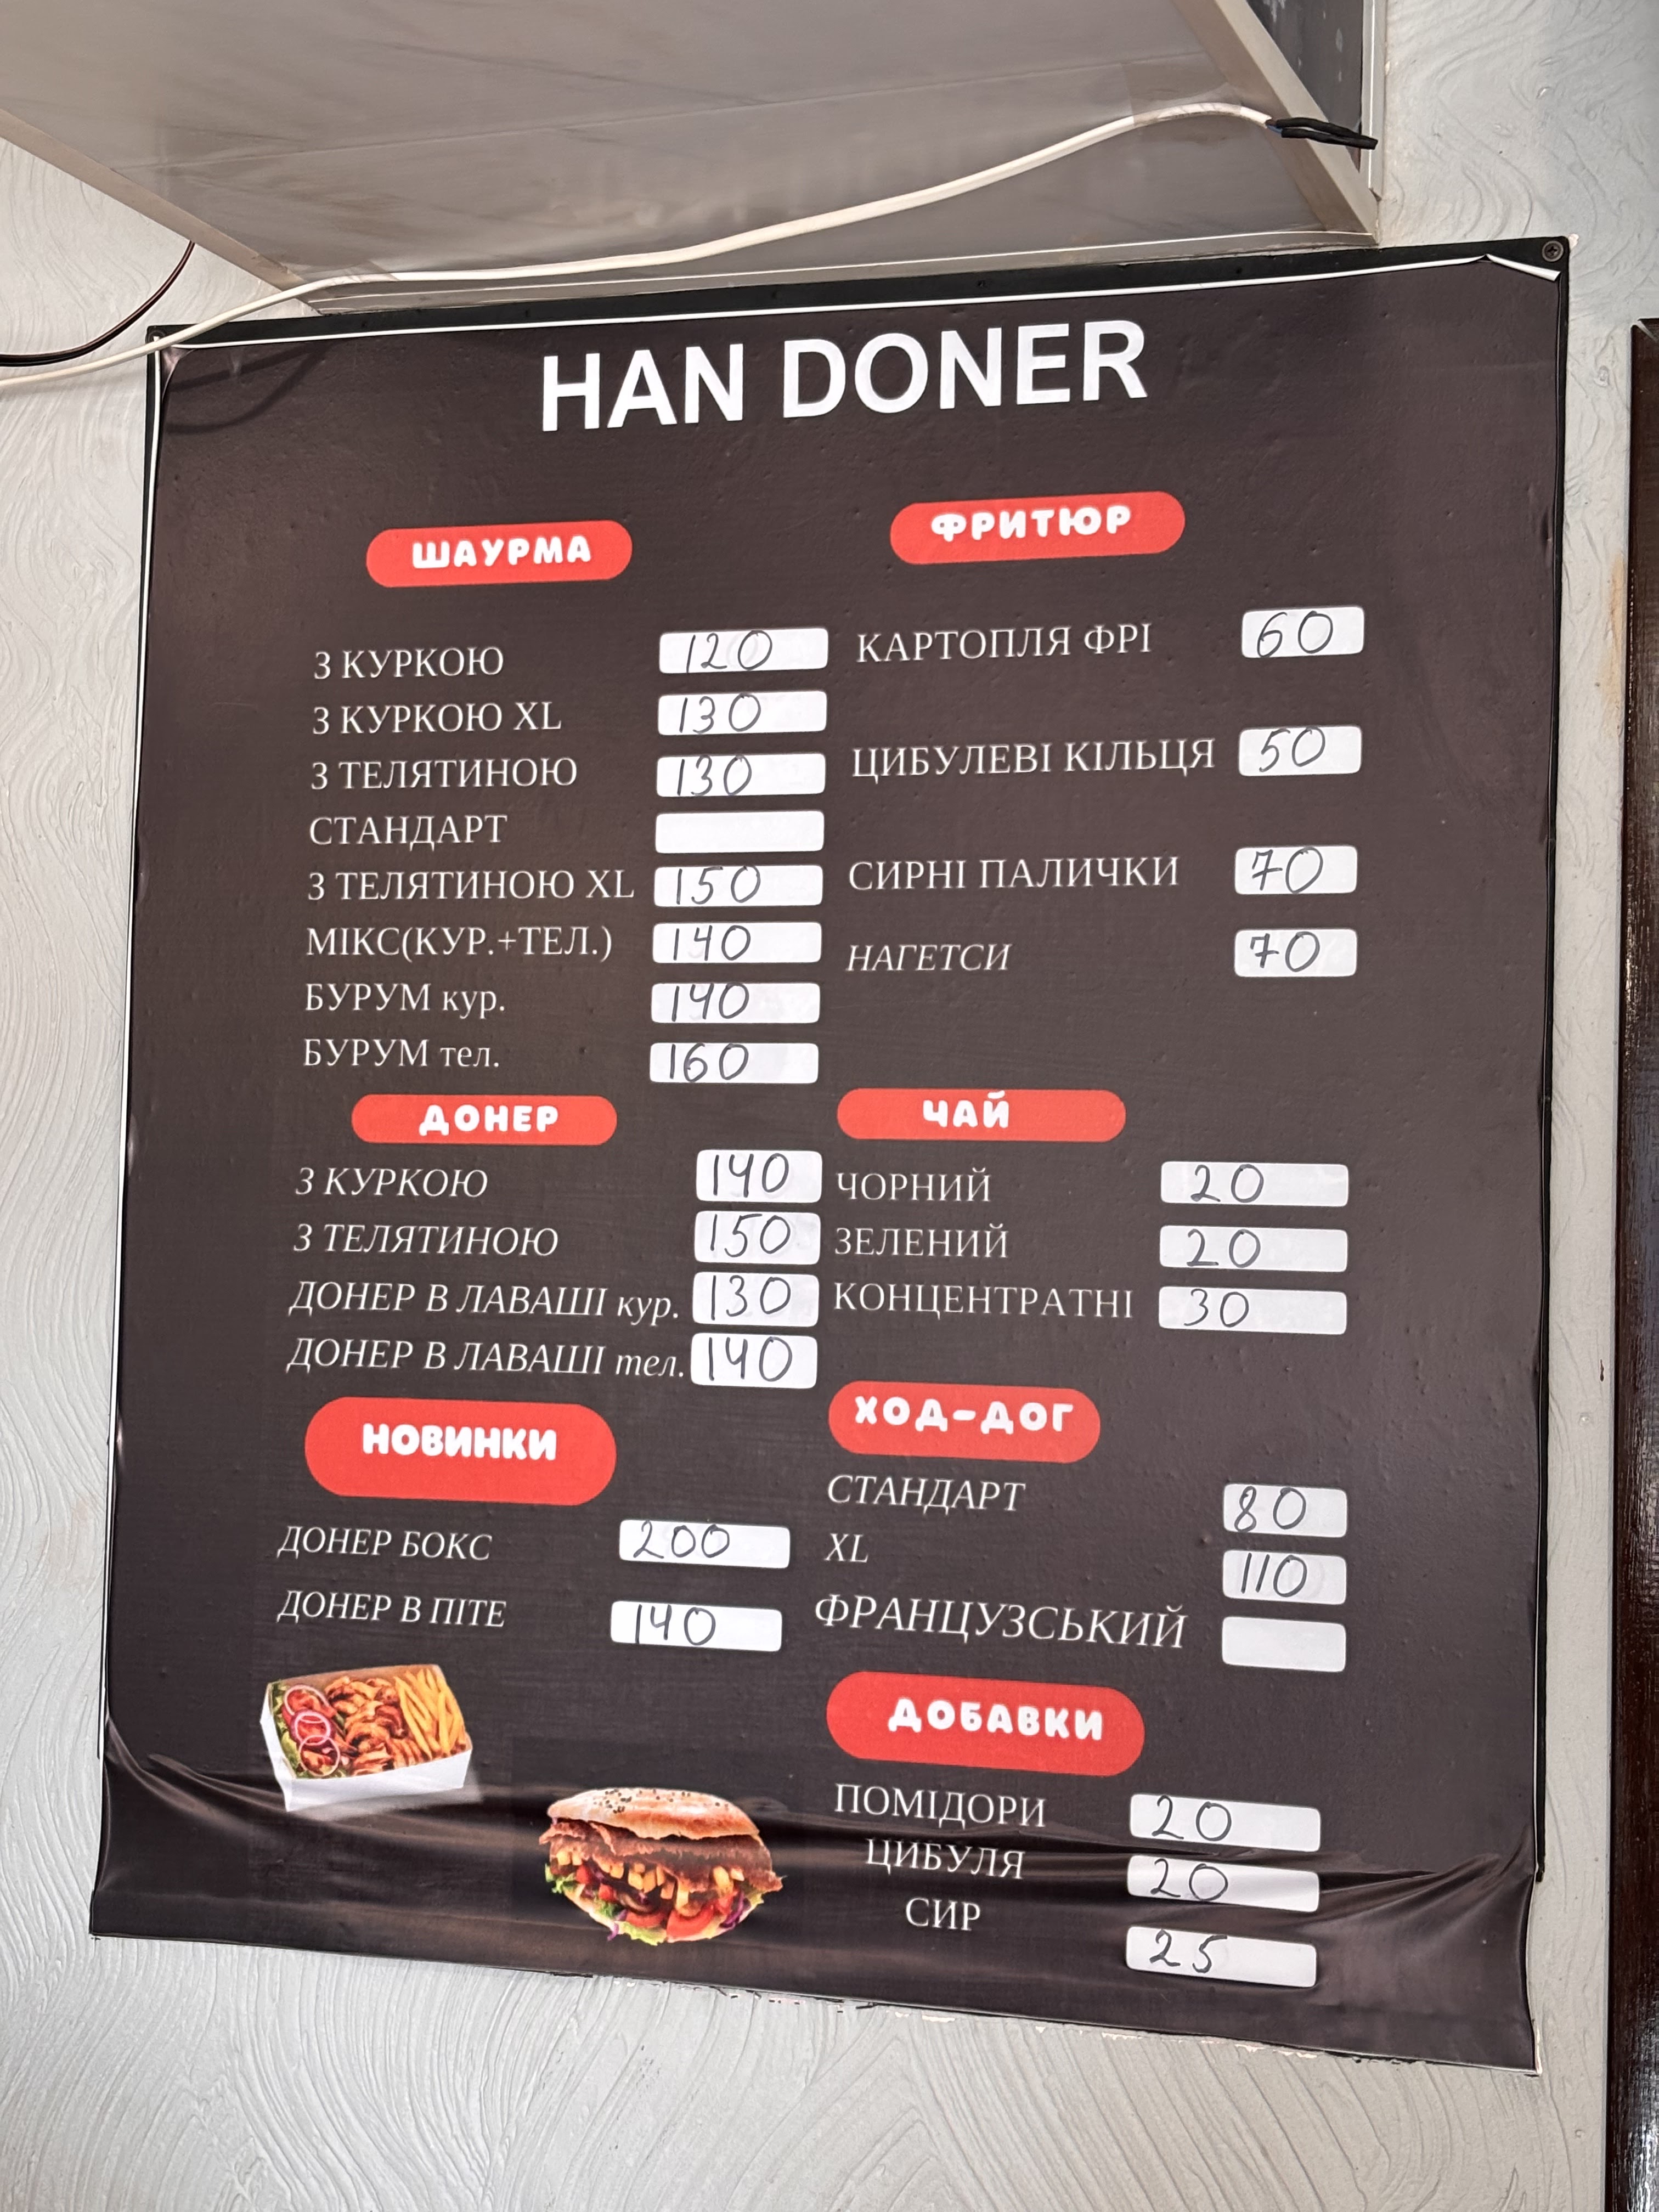 HAN DONER
ШАУРМА
З КУРКОЮ 120
З КУРКОЮ XL 130
З ТЕЛЯТИНОЮ 130
СТАНДАРТ
З ТЕЛЯТИНОЮ XL 150
МІКС(КУР.+ТЕЛ.) 140
БУРУМ кур. 140
БУРУМ тел. 160
ДОНЕР
З КУРКОЮ 140
З ТЕЛЯТИНОЮ 150
ДОНЕР В ЛАВАШІ кур. 130
ДОНЕР В ЛАВАШІ тел. 140
НОВИНКИ
ДОНЕР БОКС 200
ДОНЕР В ПІТЕ 140
ФРИТЮР
КАРТОПЛЯ ФРІ 60
ЦИБУЛЕВІ КІЛЬЦЯ 50
СИРНІ ПАЛИЧКИ 70
НАГЕТСИ 70
ЧАЙ
ЧОРНИЙ 20
ЗЕЛЕНИЙ 20
КОНЦЕНТРАТНІ 30
ХОД-ДОГ
СТАНДАРТ 80
XL 110
ФРАНЦУЗСЬКИЙ
ДОБАВКИ
ПОМІДОРИ 20
ЦИБУЛЯ 20
СИР 25